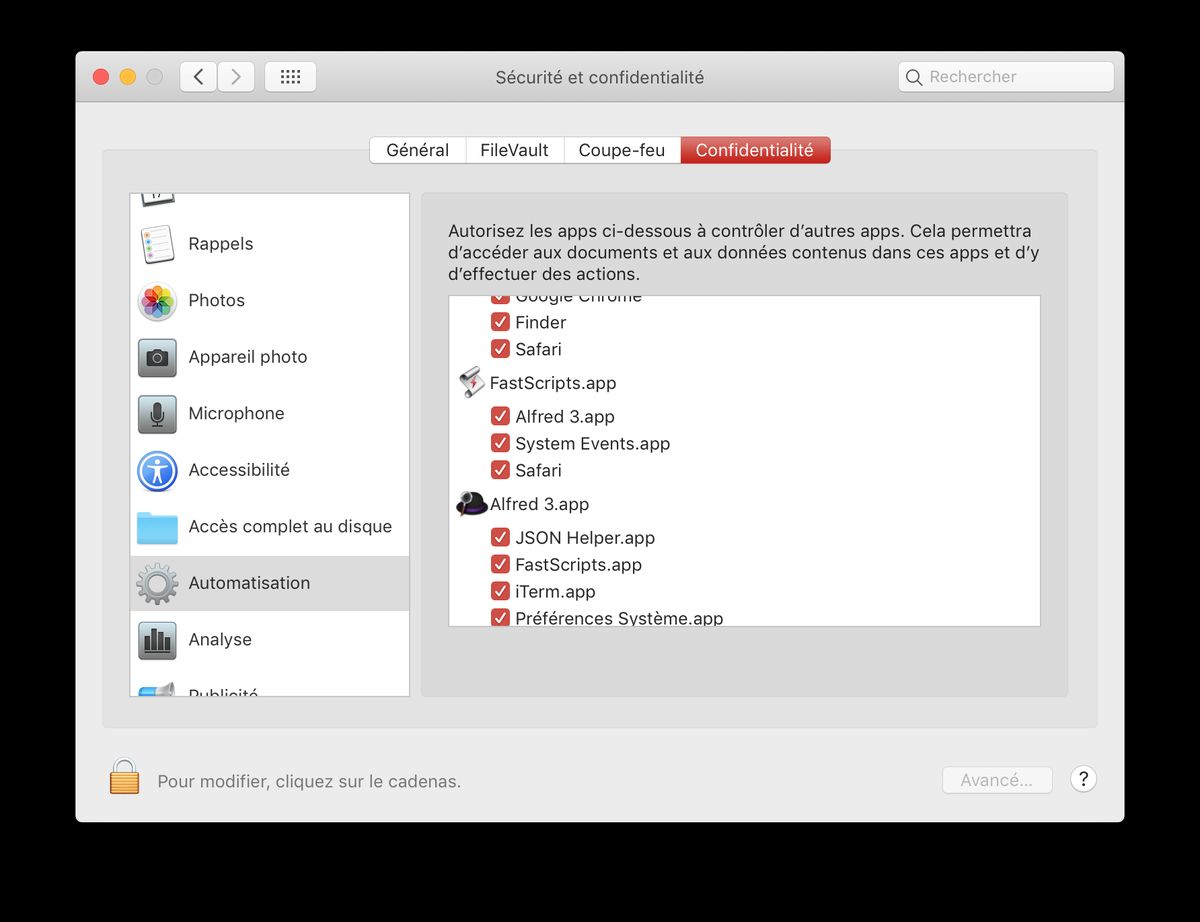 Sécurité et confidentialité
Rechercher
Général
FileVault
Coupe-feu
Confidentialité
17
Rappels
Photos
Appareil photo
Microphone
Accessibilité
Accès complet au disque
Automatisation
Analyse
Publicité
Autorisez les apps ci-dessous à contrôler d’autres apps. Cela permettra
d’accéder aux documents et aux données contenus dans ces apps et d’y
d’effectuer des actions.
Google Chrome
Finder
Safari
FastScripts.app
Alfred 3.app
System Events.app
Safari
Alfred 3.app
JSON Helper.app
FastScripts.app
iTerm.app
Préférences Système.app
Pour modifier, cliquez sur le cadenas.
Avancé...
?